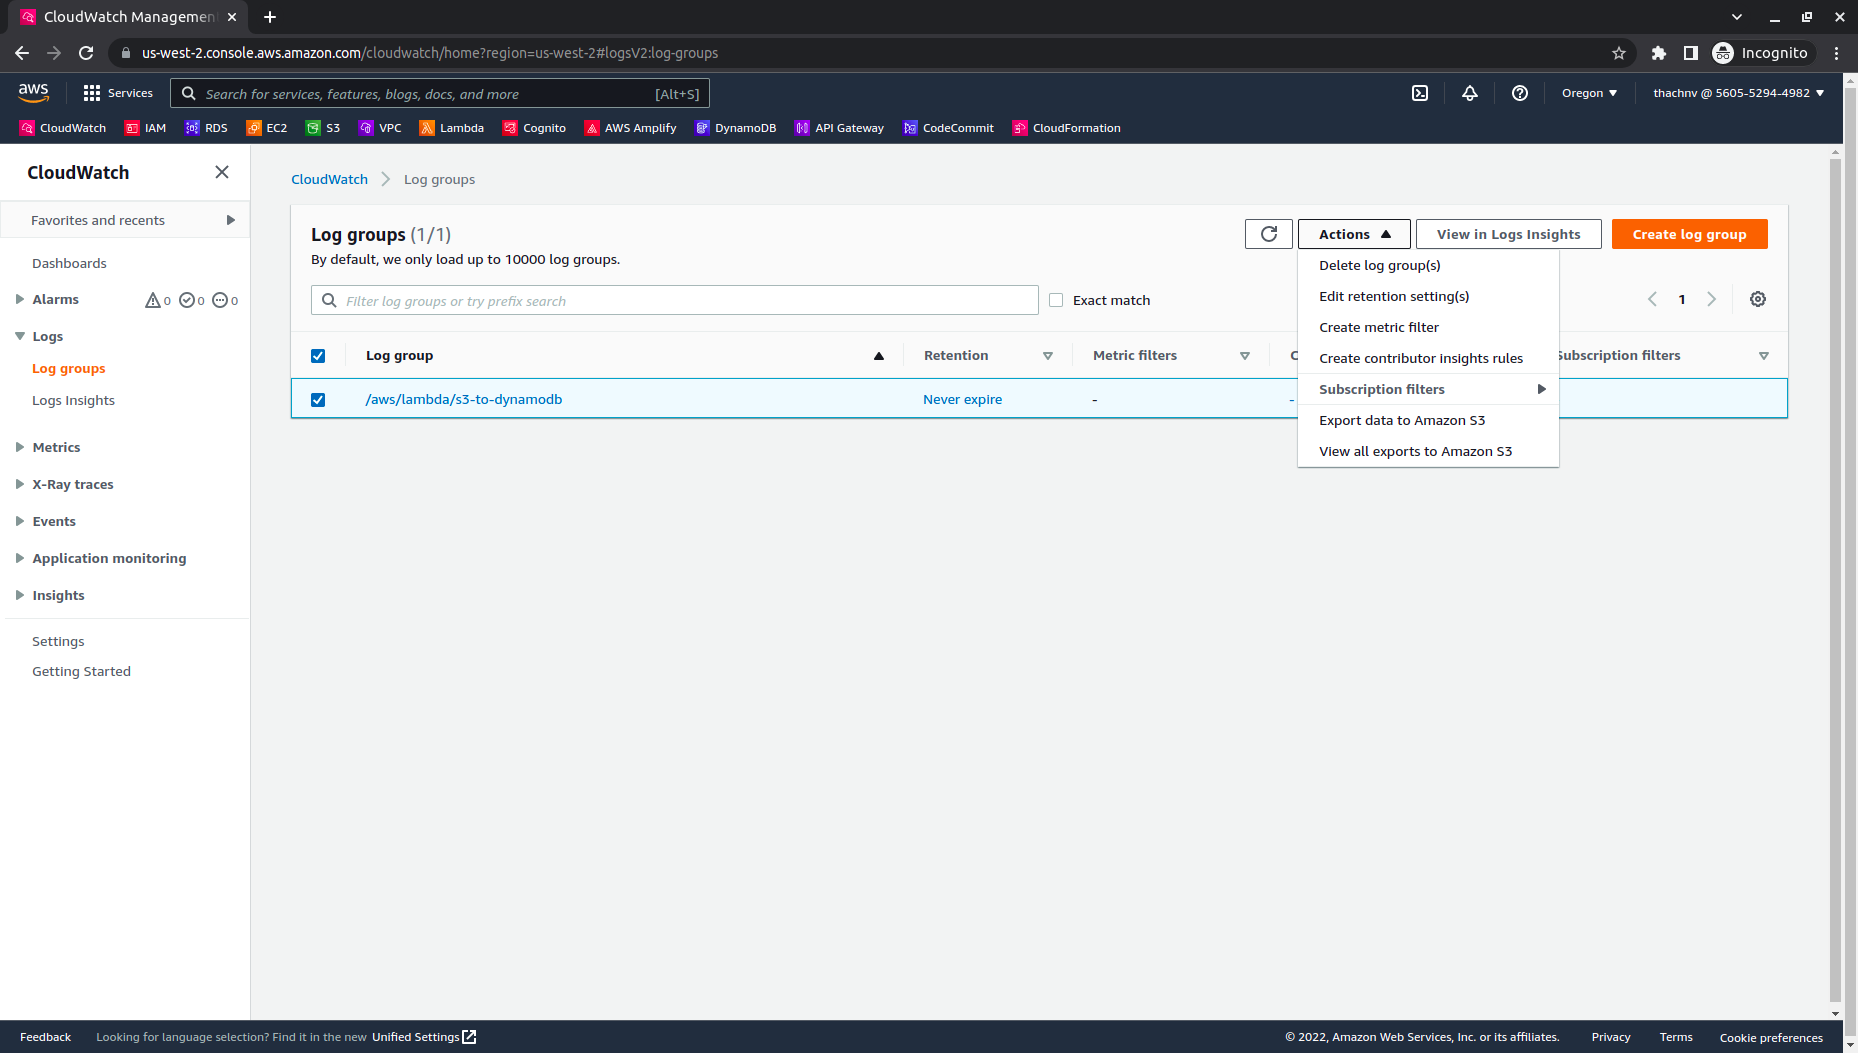 CloudWatch Managemen
us-west-2.console.aws.amazon.com/cloudwatch/home?region=us-west-2#logsV2:log-groups
Incognito
aws
Services
Search for services, features, blogs, docs, and more
[Alt+S]
Oregon
thachnv @ 5605-5294-4982
CloudWatch
IAM
RDS
EC2
S3
VPC
Lambda
Cognito
AWS Amplify
DynamoDB
API Gateway
CodeCommit
CloudFormation
CloudWatch
Favorites and recents
Dashboards
Alarms
0
0
0
Logs
Log groups
Logs Insights
Metrics
X-Ray traces
Events
Application monitoring
Insights
Settings
Getting Started
CloudWatch
Log groups
Log groups (1/1)
By default, we only load up to 10000 log groups.
Actions
View in Logs Insights
Create log group
Filter log groups or try prefix search
Exact match
1
Log group
Retention
Metric filters
C
Subscription filters
/aws/lambda/s3-to-dynamodb
Never expire
-
-
Delete log group(s)
Edit retention setting(s)
Create metric filter
Create contributor insights rules
Subscription filters
Export data to Amazon S3
View all exports to Amazon S3
Feedback
Looking for language selection? Find it in the new Unified Settings
© 2022, Amazon Web Services, Inc. or its affiliates.
Privacy
Terms
Cookie preferences